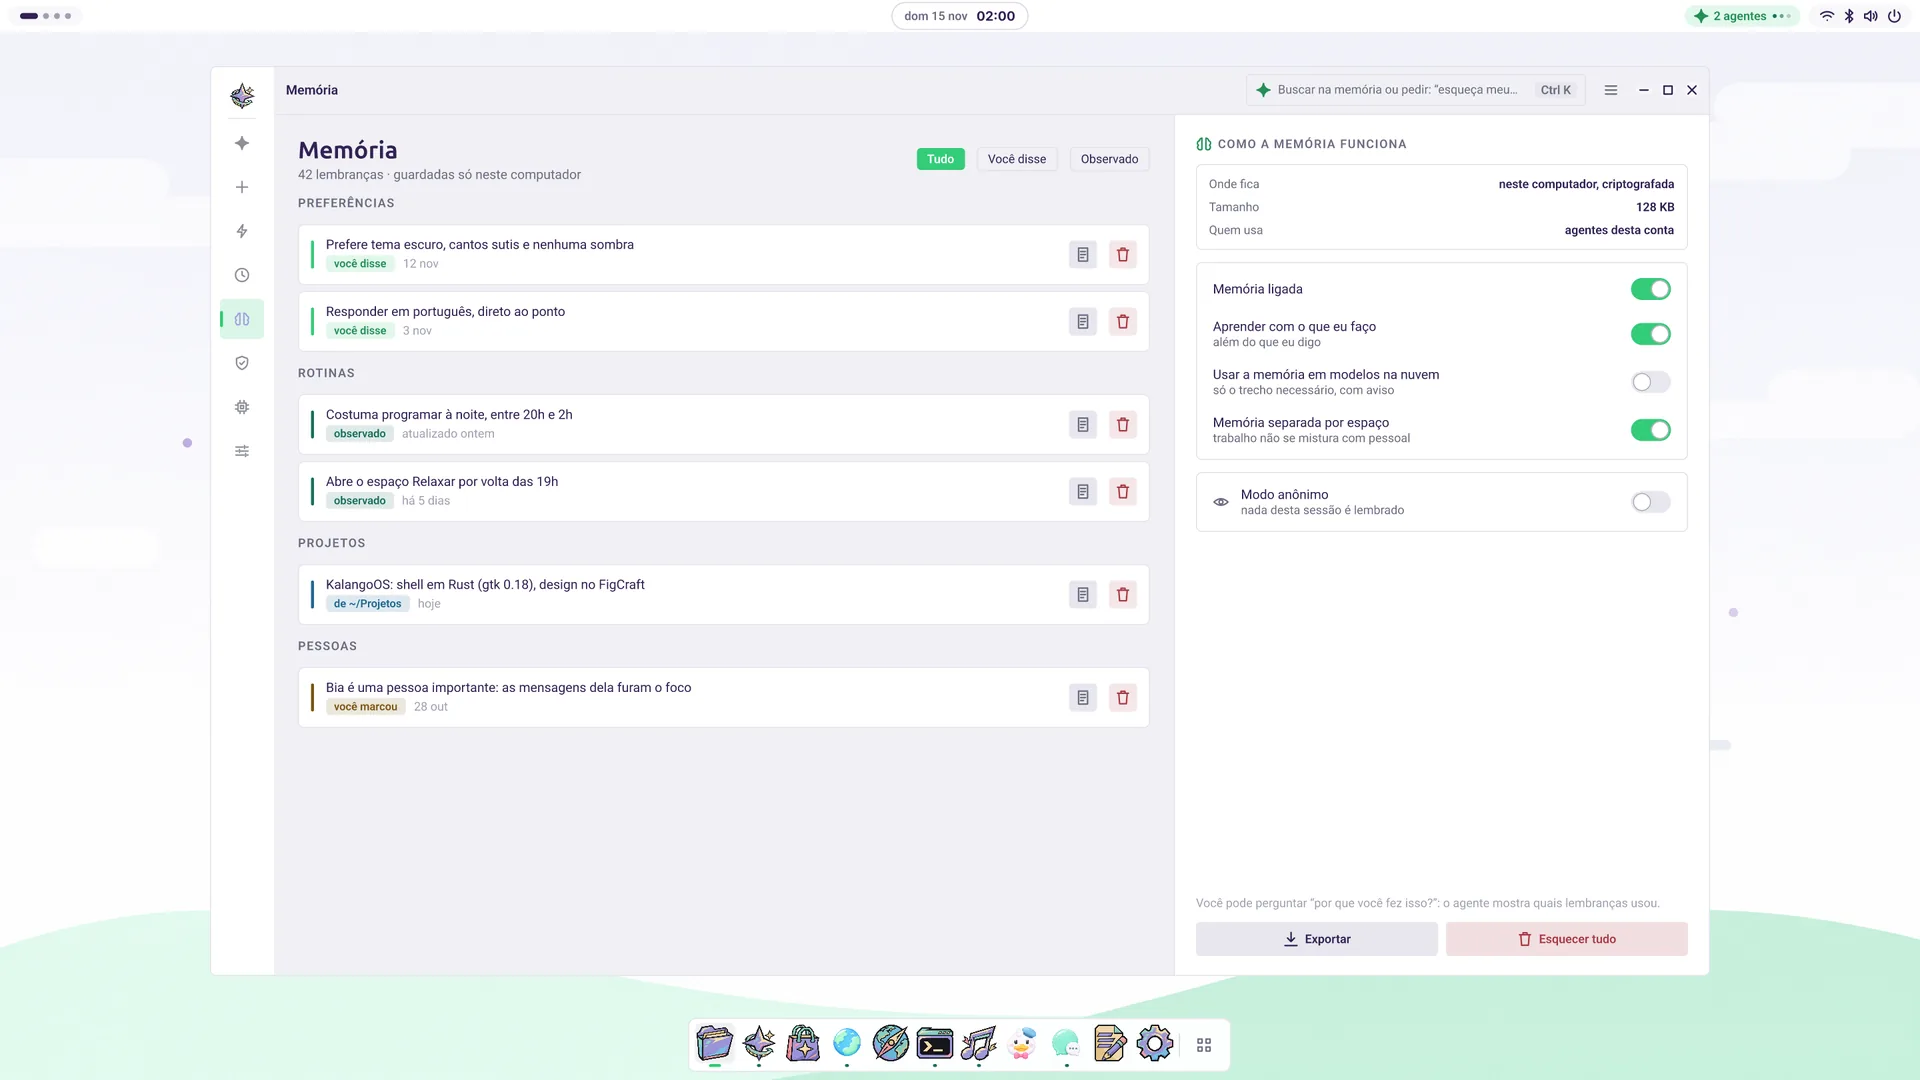 dom 15 nov 02:00
2 agentes
Memória
Buscar na memória ou pedir: “esqueça meu... Ctrl K
Memória
42 lembranças · guardadas só neste computador
Tudo Você disse Observado
PREFERÊNCIAS
Prefere tema escuro, cantos sutis e nenhuma sombra
você disse 12 nov
Responder em português, direto ao ponto
você disse 3 nov
ROTINAS
Costuma programar à noite, entre 20h e 2h
observado atualizado ontem
Abre o espaço Relaxar por volta das 19h
observado há 5 dias
PROJETOS
KalangoOS: shell em Rust (gtk 0.18), design no FigCraft
de ~/Projetos hoje
PESSOAS
Bia é uma pessoa importante: as mensagens dela furam o foco
você marcou 28 out
COMO A MEMÓRIA FUNCIONA
Onde fica neste computador, criptografada
Tamanho 128 KB
Quem usa agentes desta conta
Memória ligada
Aprender com o que eu faço
além do que eu digo
Usar a memória em modelos na nuvem
só o trecho necessário, com aviso
Memória separada por espaço
trabalho não se mistura com pessoal
Modo anônimo
nada desta sessão é lembrado
Você pode perguntar “por que você fez isso?”: o agente mostra quais lembranças usou.
Exportar Esquecer tudo